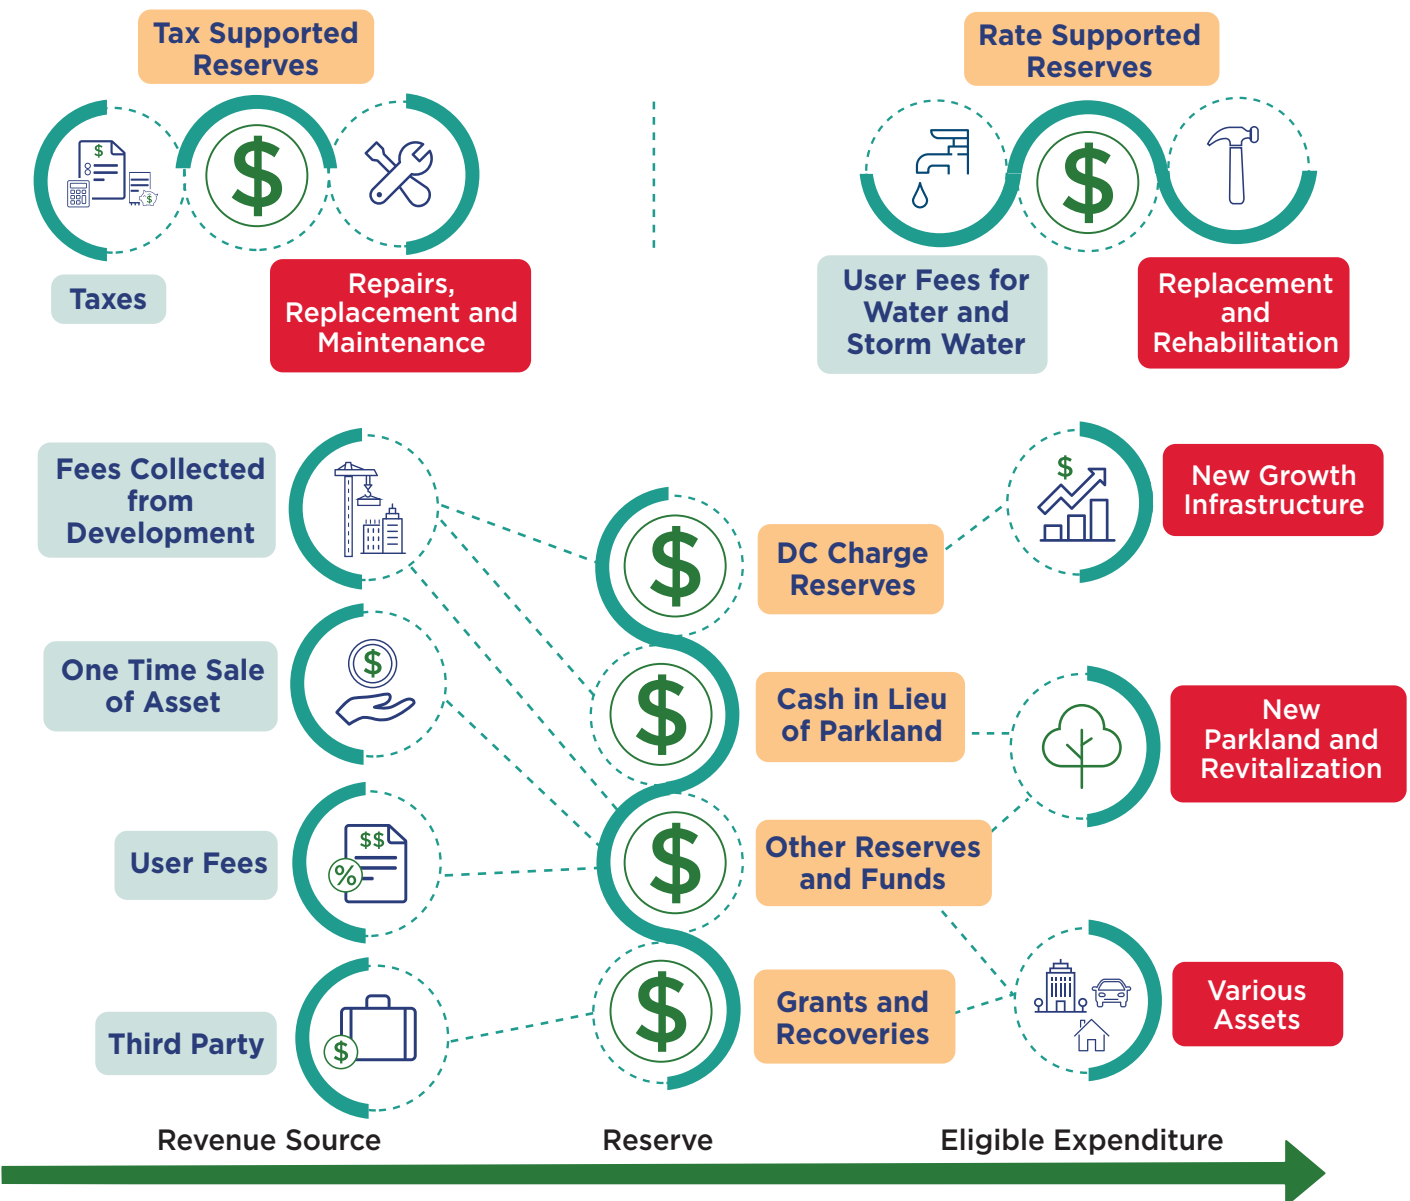 Tax Supported
Reserves
Rate Supported
Reserves
$
$
$
$
Taxes
Repairs,
Replacement and
Maintenance
User Fees for
Water and
Storm Water
Replacement
and
Rehabilitation
Fees Collected
from
Development
$
DC Charge
Reserves
$
New Growth
Infrastructure
One Time Sale
of Asset
$
$
Cash in Lieu
of Parkland
New
Parkland and
Revitalization
User Fees
$$
%
$
Other Reserves
and Funds
Third Party
$
$
Grants and
Recoveries
Various
Assets
Revenue Source
Reserve
Eligible Expenditure